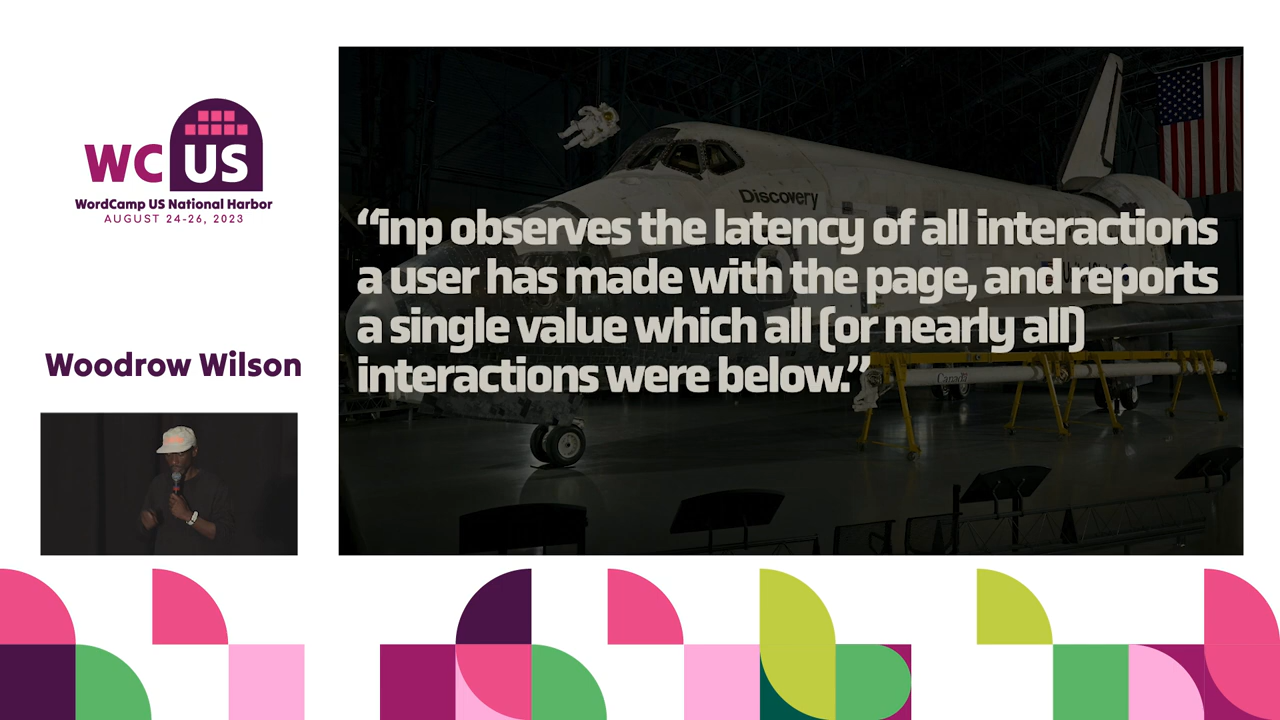 WC US
WordCamp US National Harbor
AUGUST 24-26, 2023
Woodrow Wilson
Discovery
“inp observes the latency of all interactions
a user has made with the page, and reports
a single value which all (or nearly all)
interactions were below.”
Canada